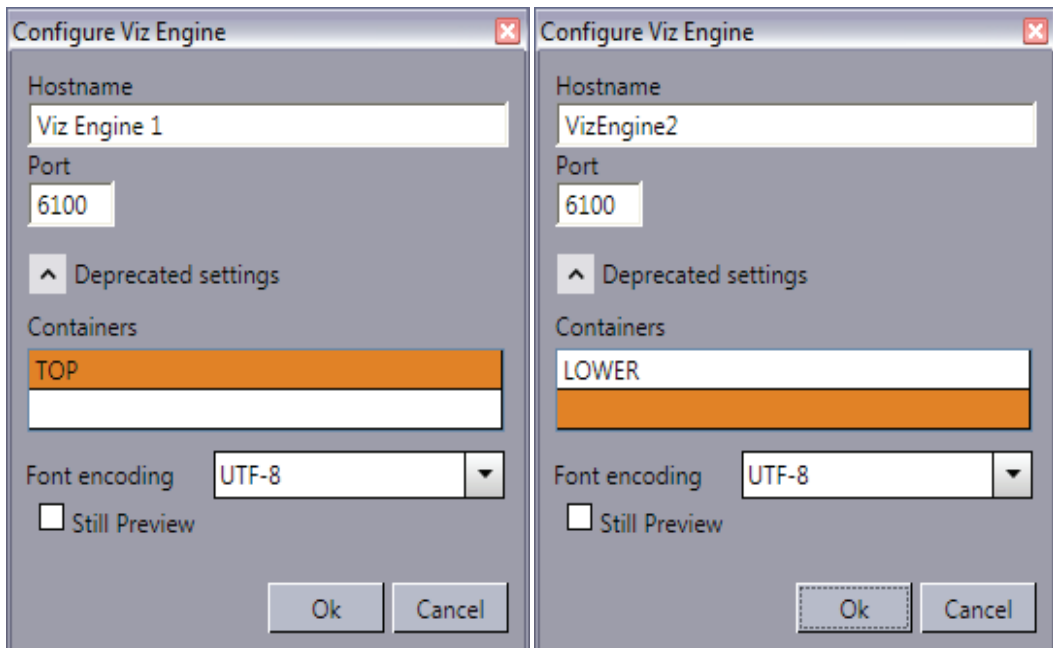 Configure Viz Engine
Hostname
Viz Engine 1
Port
6100
Deprecated settings
Containers
TOP
Font encoding UTF-8
Still Preview
Ok Cancel
Configure Viz Engine
Hostname
VizEngine2
Port
6100
Deprecated settings
Containers
LOWER
Font encoding UTF-8
Still Preview
Ok Cancel